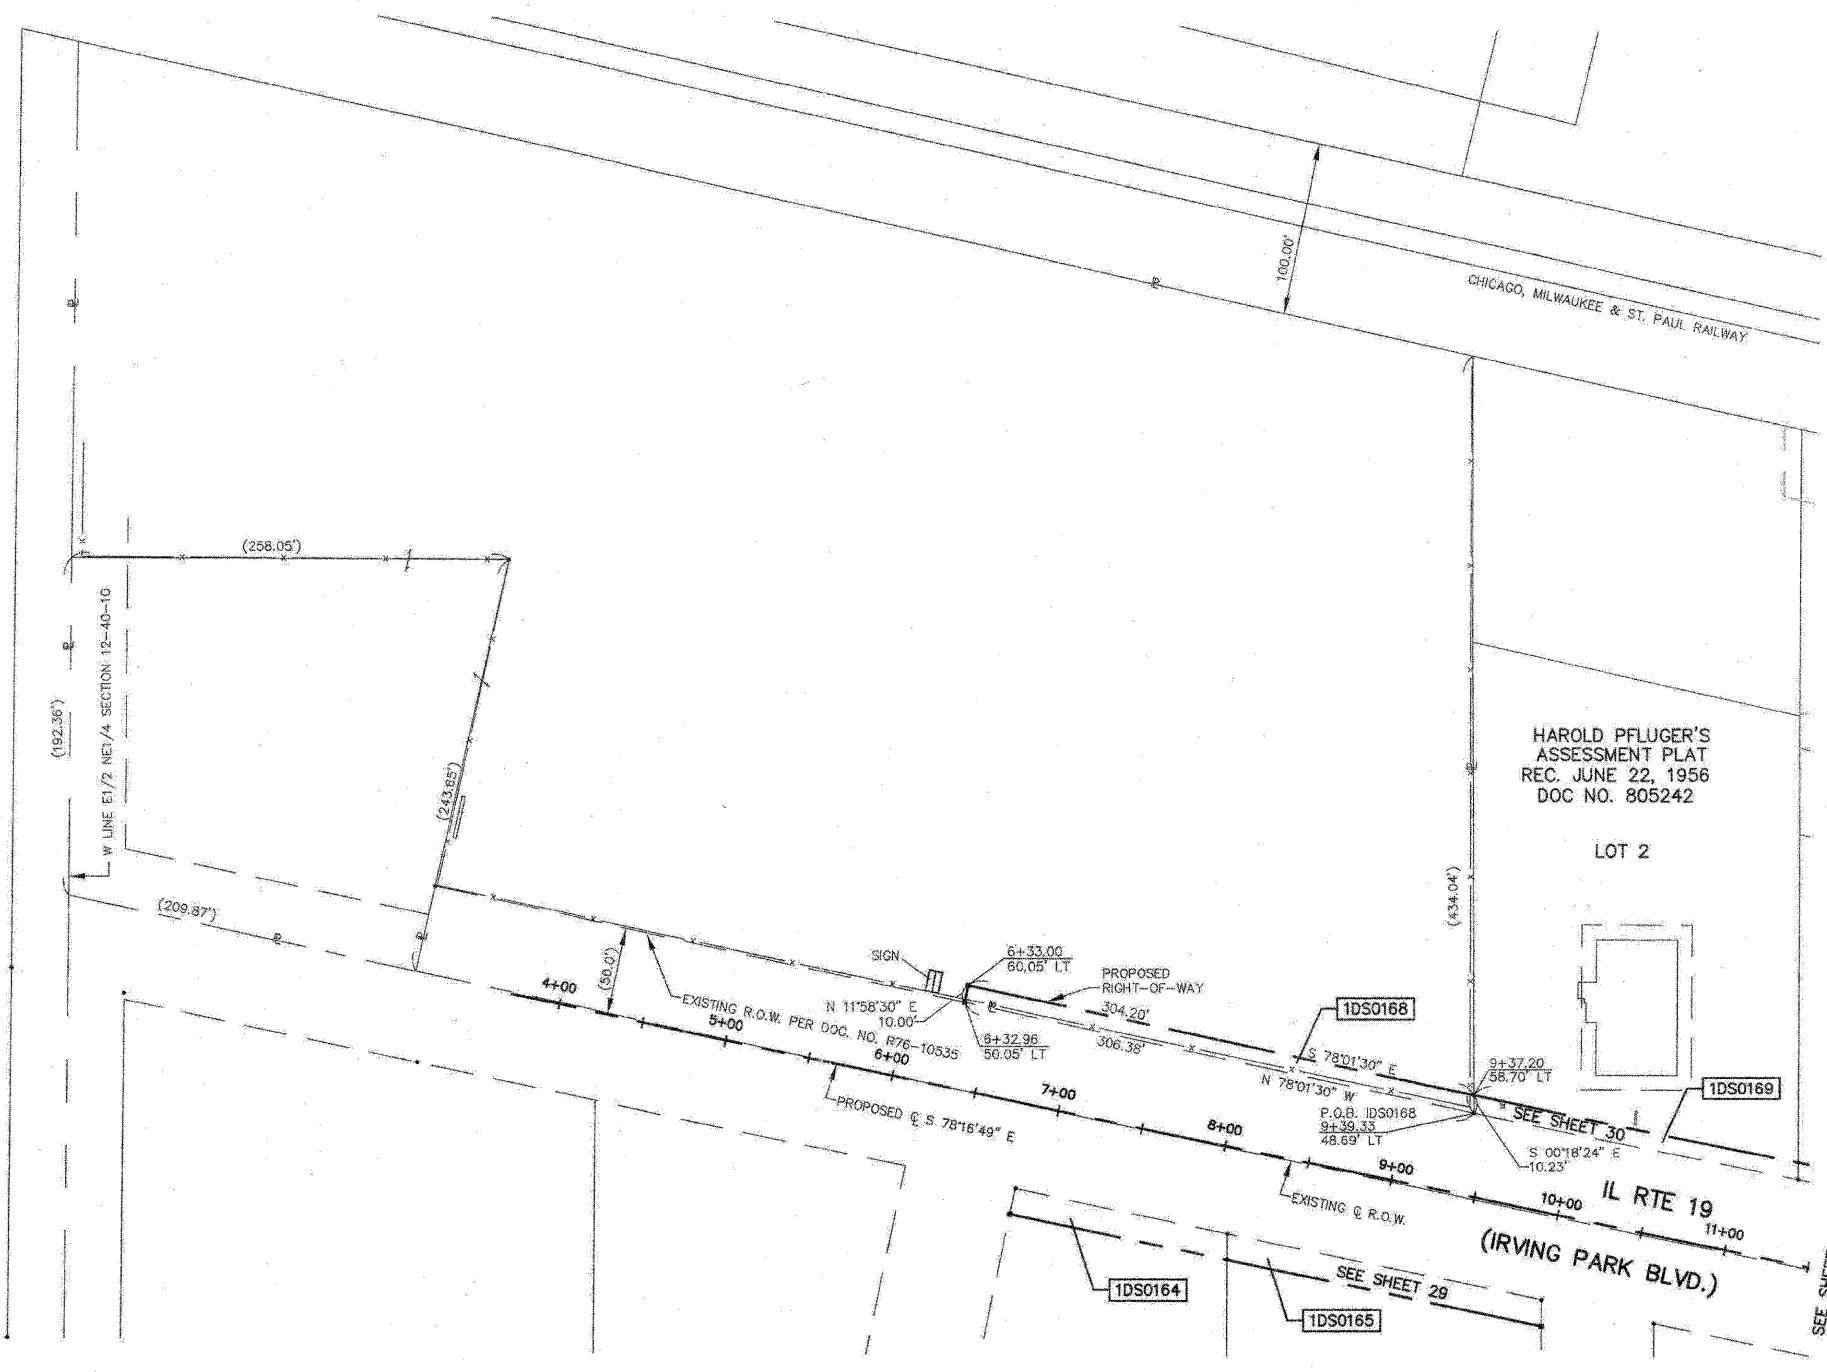 100.00'
CHICAGO, MILWAUKEE & ST. PAUL RAILWAY
(258.05')
W LINE E1/2 NE1/4 SECTION 12-40-10
(192.36')
(243.85')
(209.87')
HAROLD PFLUGER'S
ASSESSMENT PLAT
REC. JUNE 22, 1956
DOC NO. 805242
LOT 2
(434.04')
SIGN
6+33.00
60.05' LT
PROPOSED
RIGHT-OF-WAY
304.20'
306.38'
1DS0168
S 78°01'30" E
N 78°01'30" W
9+37.20
58.70' LT
1DS0169
P.O.B. 1DS0168
9+39.33
48.69' LT
SEE SHEET 30
S 00°18'24" E
10.23'
(50.0')
EXISTING R.O.W. PER DOC. NO. R76-10535
N 11°58'30" E
10.00'
6+32.96
50.05' LT
4+00
5+00
6+00
7+00
8+00
9+00
10+00
11+00
PROPOSED ℄ S 78°16'49" E
EXISTING ℄ R.O.W.
IL RTE 19
(IRVING PARK BLVD.)
1DS0164
1DS0165
SEE SHEET 29
SEE